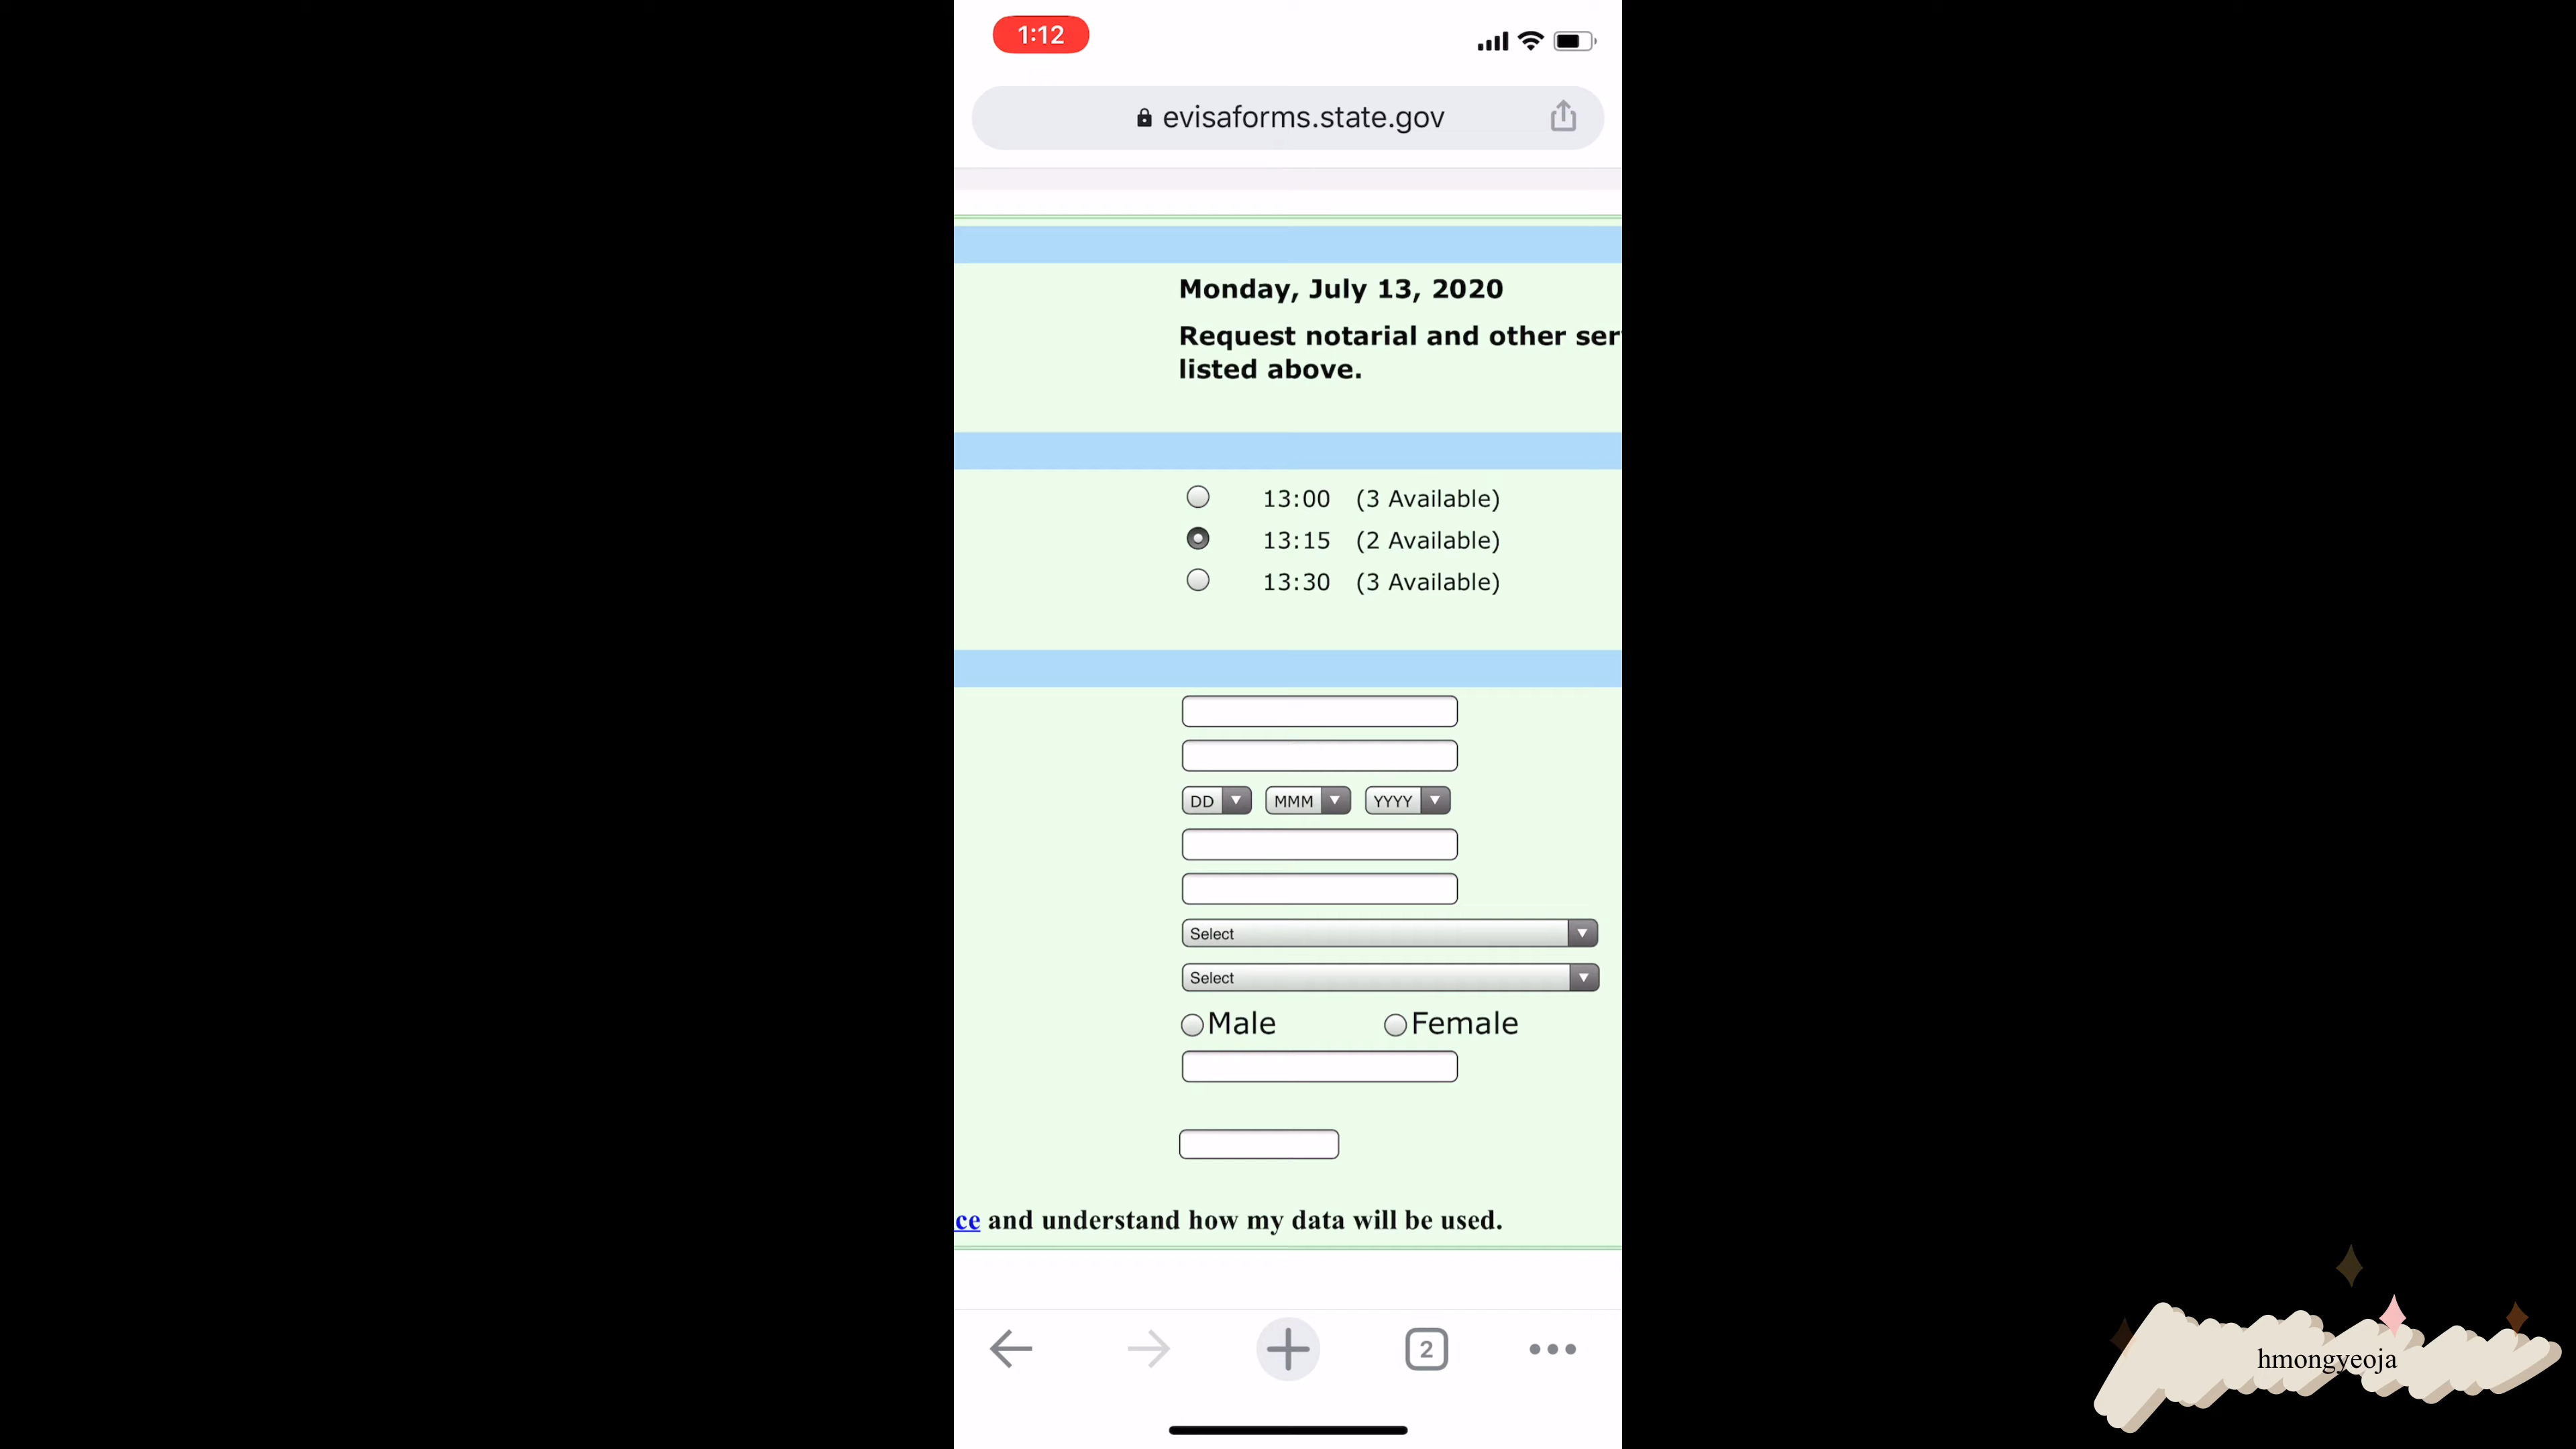 1:12
evisaforms.state.gov
Monday, July 13, 2020
Request notarial and other ser
listed above.
13:00 (3 Available)
13:15 (2 Available)
13:30 (3 Available)
DD MMM YYYY
Select
Select
Male Female
ce and understand how my data will be used.
2
hmongyeoja